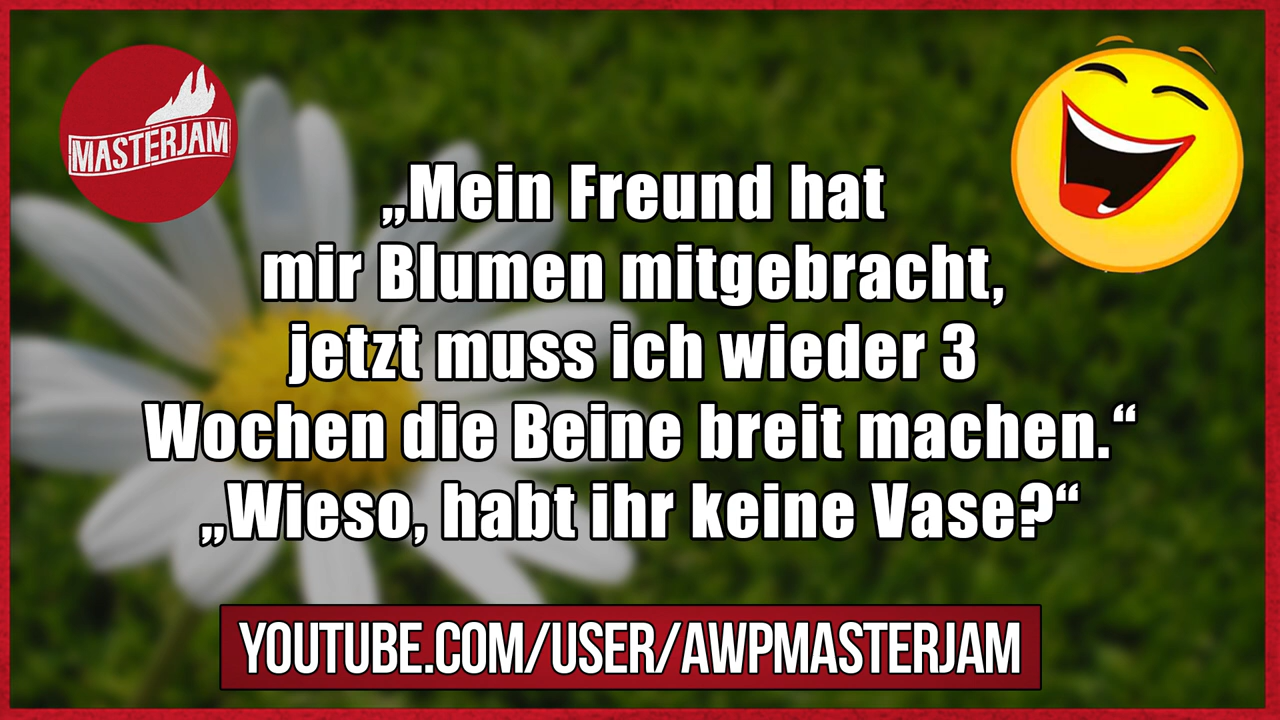 MASTERJAM
„Mein Freund hat
mir Blumen mitgebracht,
jetzt muss ich wieder 3
Wochen die Beine breit machen.“
„Wieso, habt ihr keine Vase?“
YOUTUBE.COM/USER/AWPMASTERJAM